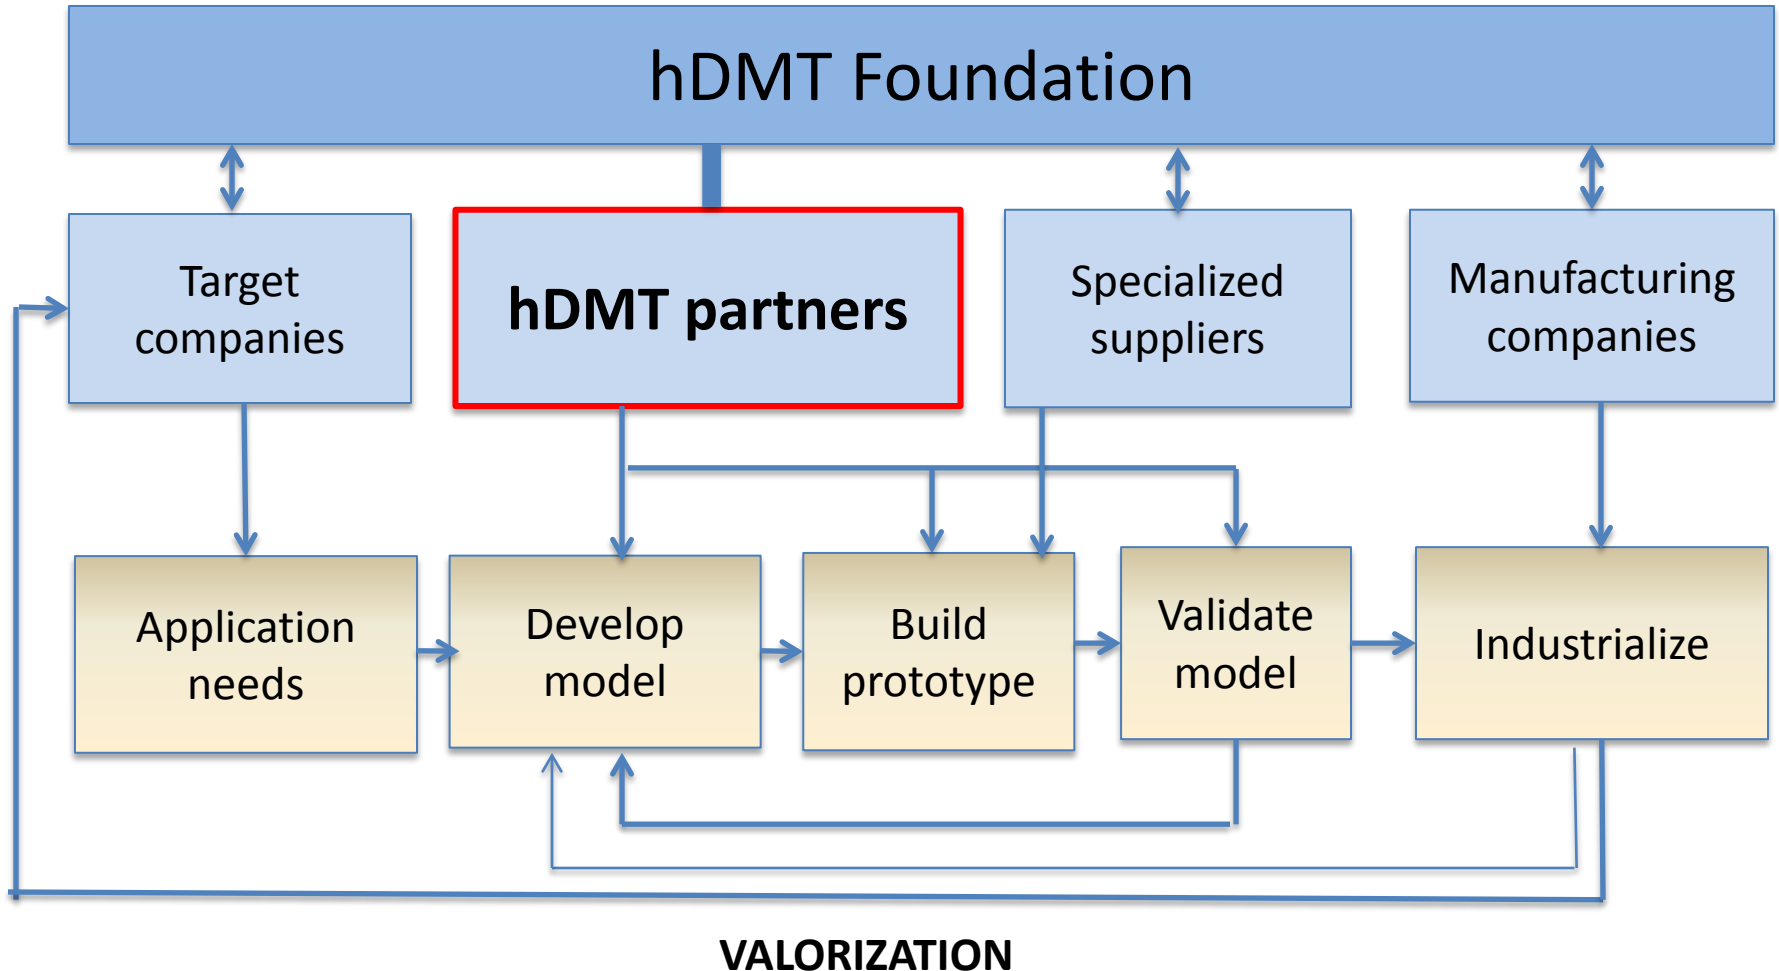 hDMT Foundation
Target
companies
hDMT partners
Specialized
suppliers
Manufacturing
companies
Application
needs
Develop
model
Build
prototype
Validate
model
Industrialize
VALORIZATION